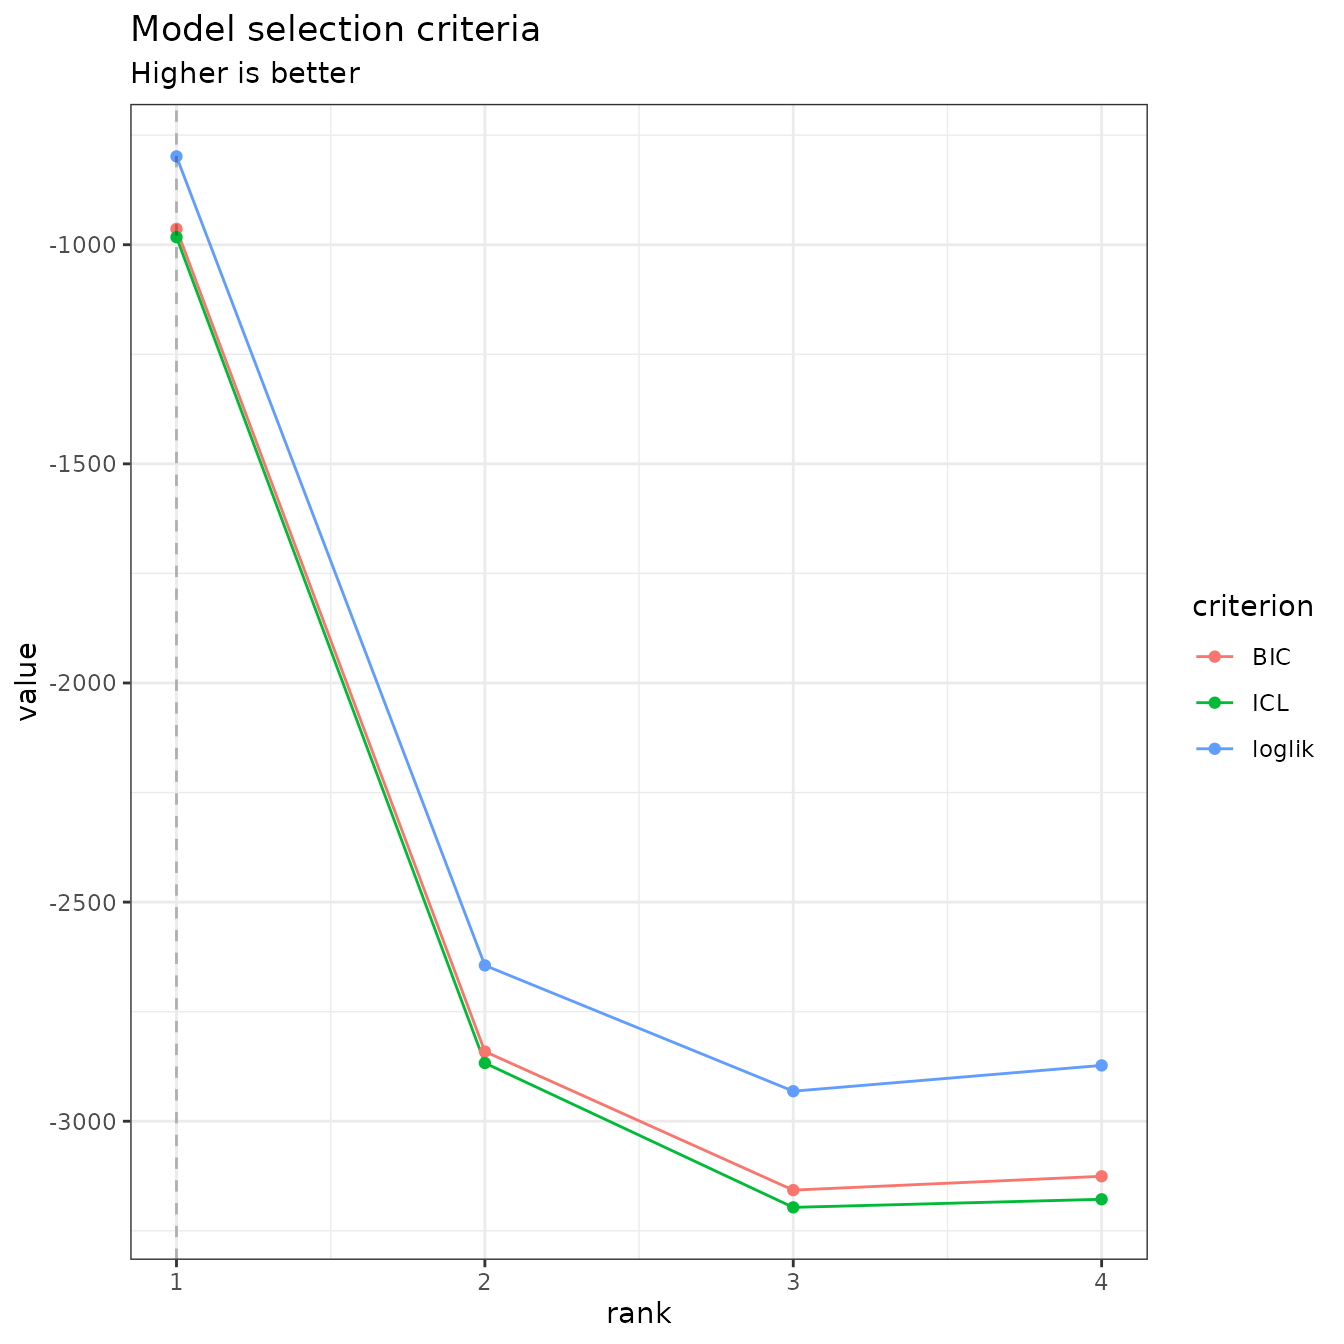 Model selection criteria
Higher is better
-1000
-1500
-2000
-2500
-3000
value
1 2 3 4
rank
criterion
BIC
ICL
loglik